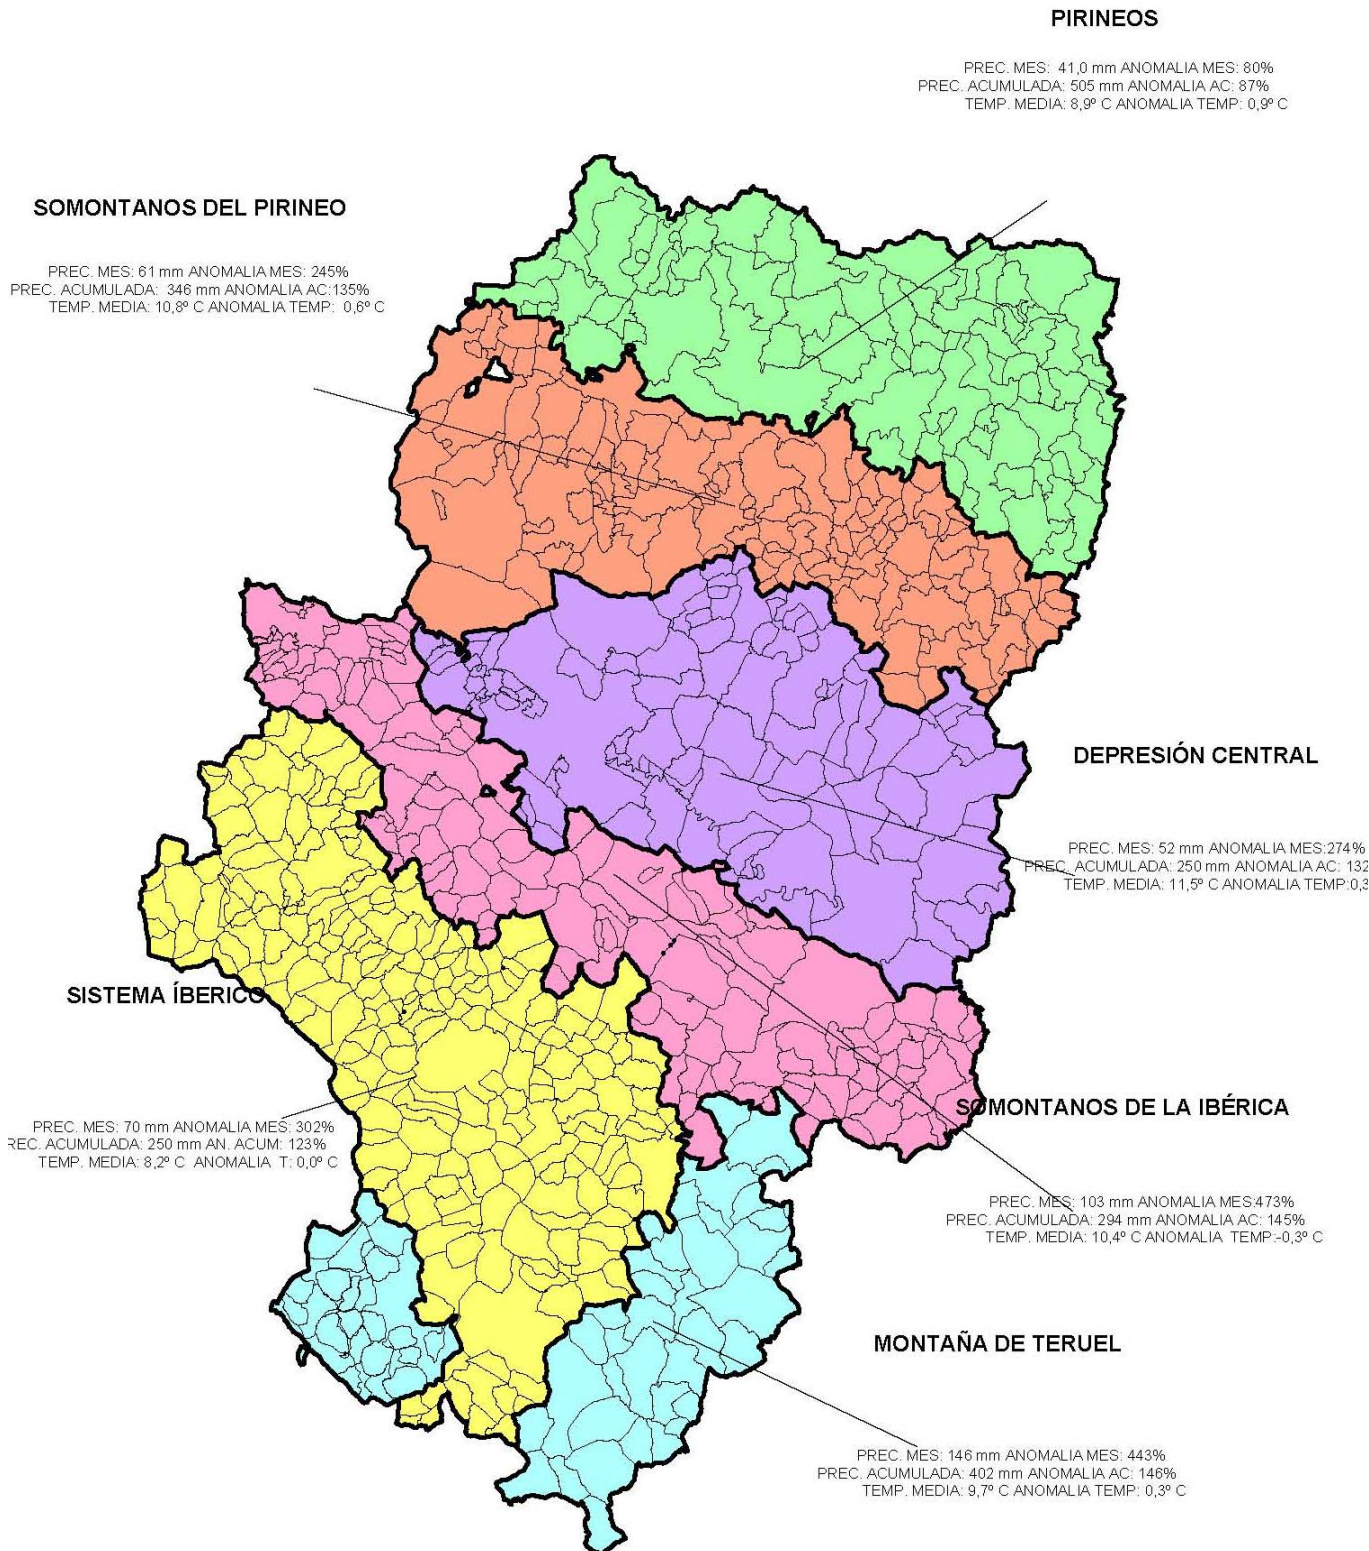 PIRINEOS
PREC. MES: 41,0 mm ANOMALIA MES: 80%
PREC. ACUMULADA: 505 mm ANOMALIA AC: 87%
TEMP. MEDIA: 8,9º C ANOMALIA TEMP: 0,9º C
SOMONTANOS DEL PIRINEO
PREC. MES: 61 mm ANOMALIA MES: 245%
PREC. ACUMULADA: 346 mm ANOMALIA AC:135%
TEMP. MEDIA: 10,8º C ANOMALIA TEMP: 0,6º C
DEPRESIÓN CENTRAL
PREC. MES: 52 mm ANOMALIA MES:274%
PREC. ACUMULADA: 250 mm ANOMALIA AC: 132
TEMP. MEDIA: 11,5º C ANOMALIA TEMP:0,3
SISTEMA ÍBERICO
PREC. MES: 70 mm ANOMALIA MES: 302%
REC. ACUMULADA: 250 mm AN. ACUM: 123%
TEMP. MEDIA: 8,2º C ANOMALIA T: 0,0º C
SOMONTANOS DE LA IBÉRICA
PREC. MES: 103 mm ANOMALIA MES:473%
PREC. ACUMULADA: 294 mm ANOMALIA AC: 145%
TEMP. MEDIA: 10,4º C ANOMALIA TEMP:-0,3º C
MONTAÑA DE TERUEL
PREC. MES: 146 mm ANOMALIA MES: 443%
PREC. ACUMULADA: 402 mm ANOMALIA AC: 146%
TEMP. MEDIA: 9,7º C ANOMALIA TEMP: 0,3º C